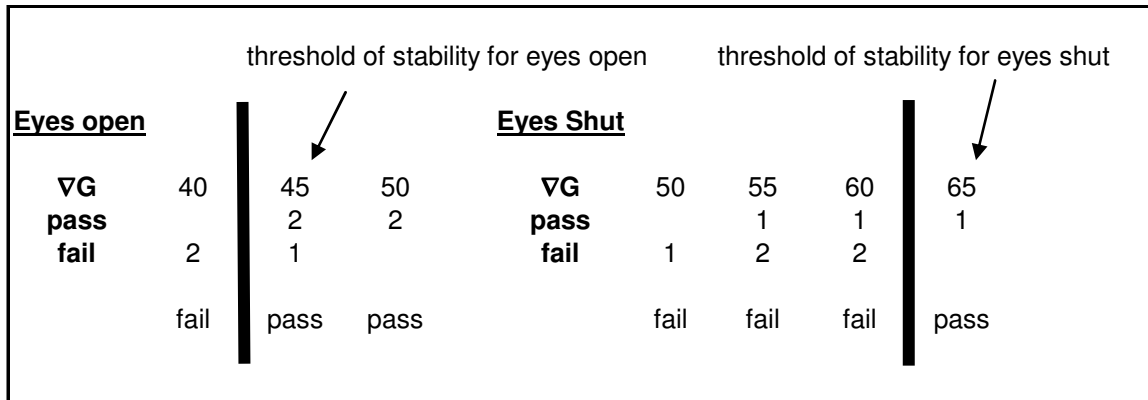 threshold of stability for eyes open threshold of stability for eyes shut
Eyes open Eyes Shut
∇G 40 45 50 ∇G 50 55 60 65
pass 2 2 pass 1 1 1
fail 2 1 fail 1 2 2
fail pass pass fail fail fail pass